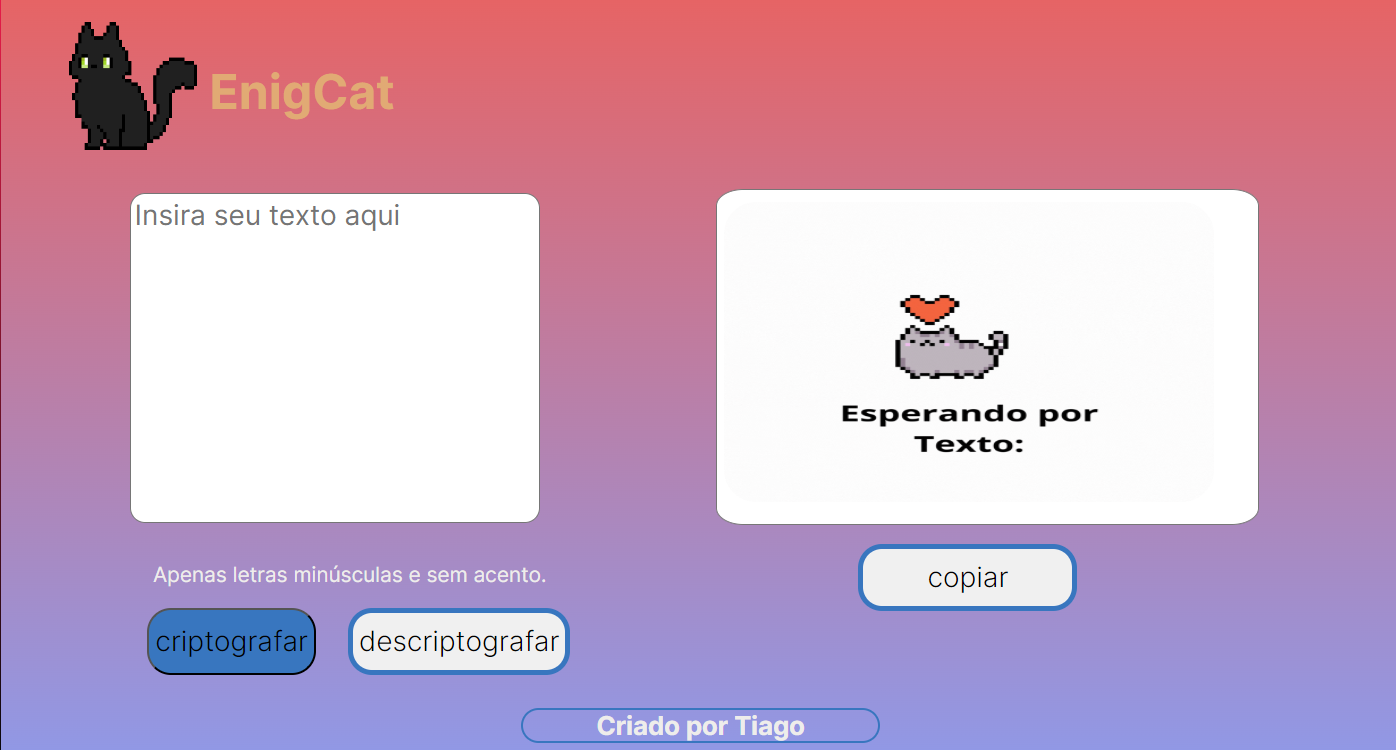 EnigCat
Insira seu texto aqui
Esperando por
Texto:
Apenas letras minúsculas e sem acento.
criptografar
descriptografar
copiar
Criado por Tiago